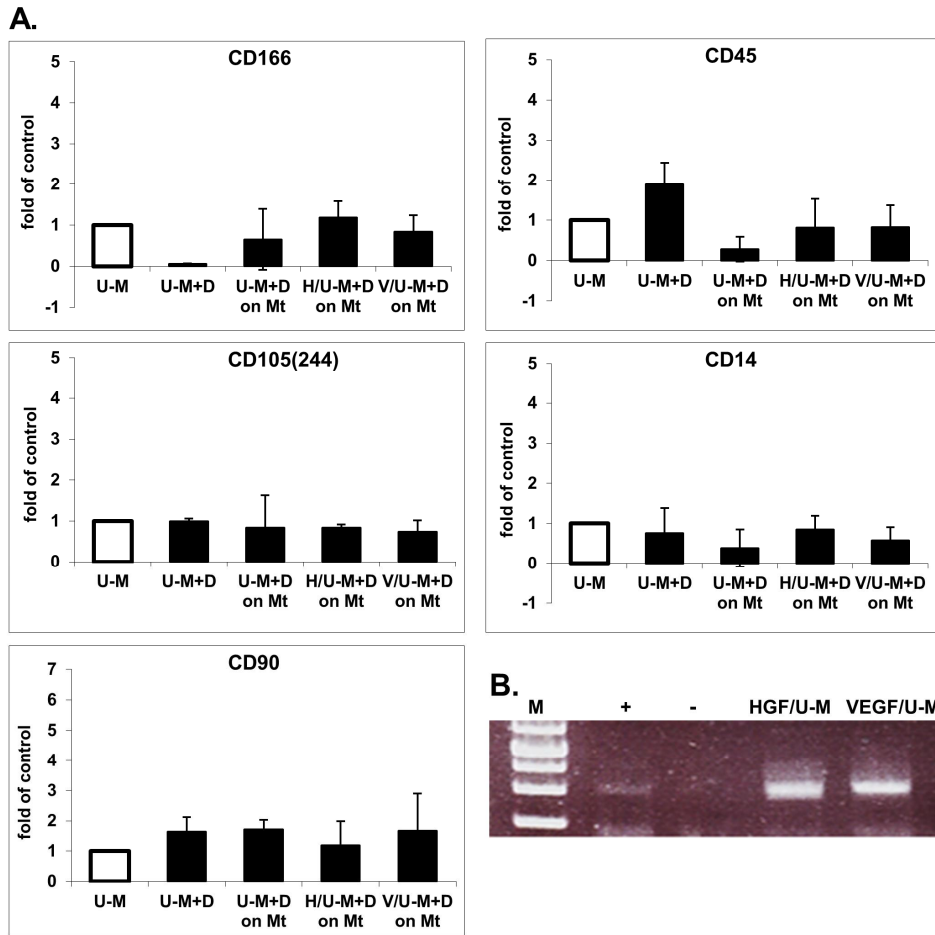 A.
CD166
fold of control
5
4
3
2
1
0
-1
U-M U-M+D U-M+D H/U-M+D V/U-M+D
on Mt on Mt on Mt
CD45
fold of control
5
4
3
2
1
0
-1
U-M U-M+D U-M+D H/U-M+D V/U-M+D
on Mt on Mt on Mt
CD105(244)
fold of control
5
4
3
2
1
0
U-M U-M+D U-M+D H/U-M+D V/U-M+D
on Mt on Mt on Mt
CD14
fold of control
5
4
3
2
1
0
-1
U-M U-M+D U-M+D H/U-M+D V/U-M+D
on Mt on Mt on Mt
CD90
fold of control
7
6
5
4
3
2
1
0
U-M U-M+D U-M+D H/U-M+D V/U-M+D
on Mt on Mt on Mt
B.
M + - HGF/U-M VEGF/U-M